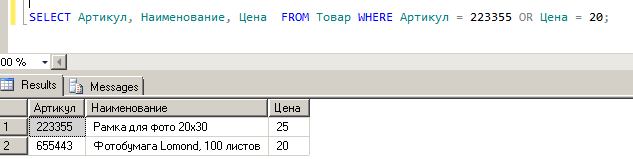 SELECT Артикул, Наименование, Цена FROM Товар WHERE Артикул = 223355 OR Цена = 20;
00 %
Results Messages
Артикул Наименование Цена
1 223355 Рамка для фото 20х30 25
2 655443 Фотобумага Lomond, 100 листов 20